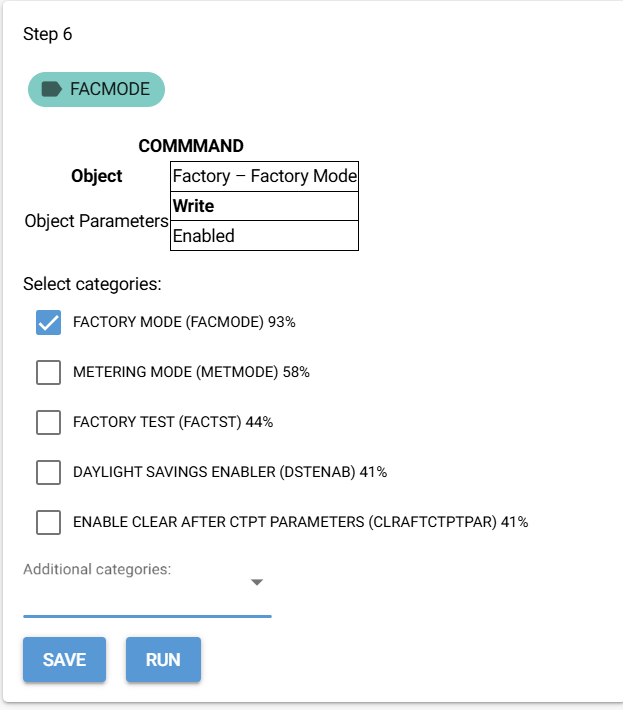 Step 6
FACMODE
COMMMAND
Object Factory – Factory Mode
Object Parameters Write
Enabled
Select categories:
FACTORY MODE (FACMODE) 93%
METERING MODE (METMODE) 58%
FACTORY TEST (FACTST) 44%
DAYLIGHT SAVINGS ENABLER (DSTENAB) 41%
ENABLE CLEAR AFTER CTPT PARAMETERS (CLRAFTCTPTPAR) 41%
Additional categories:
SAVE RUN